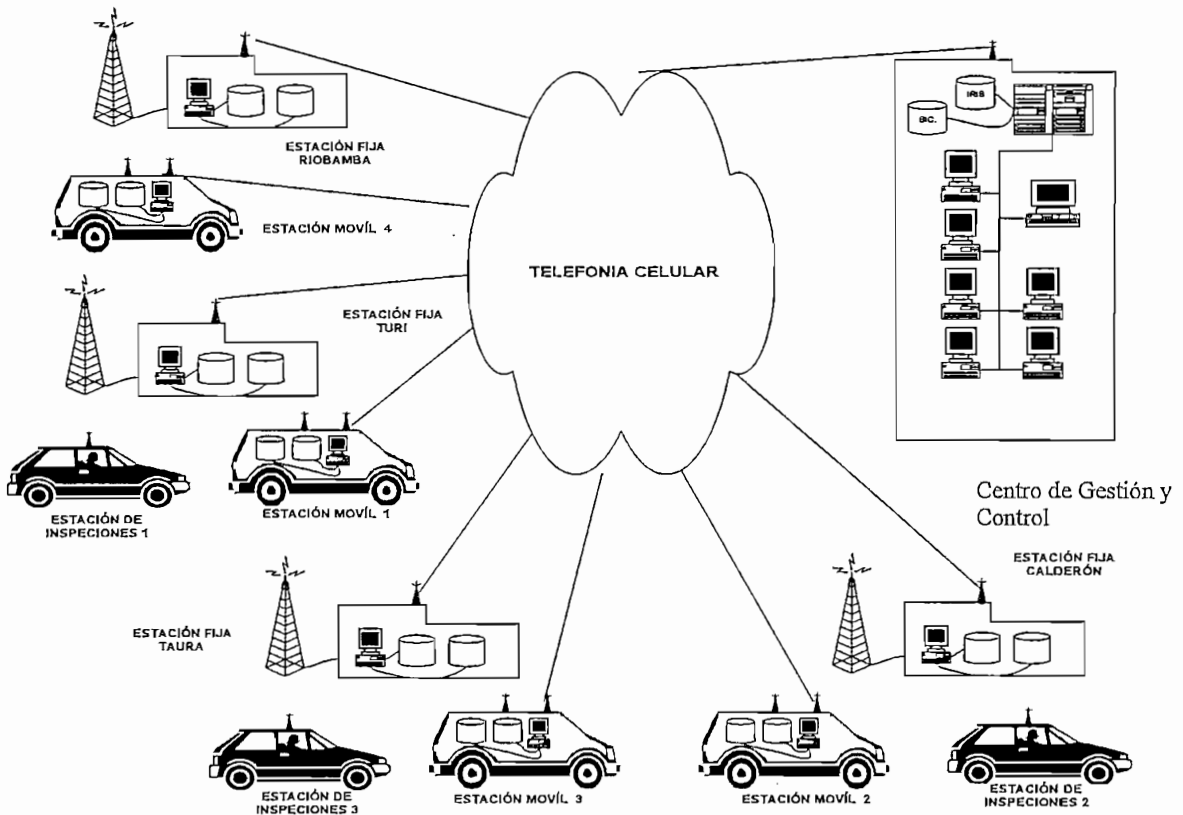 IRIS
BIC.
ESTACIÓN FIJA
RIOBAMBA
ESTACIÓN MOVÍL 4
TELEFONIA CELULAR
ESTACIÓN FIJA
TURI
ESTACIÓN DE
INSPECIONES 1
ESTACIÓN MOVÍL 1
Centro de Gestión y
Control
ESTACIÓN FIJA
CALDERÓN
ESTACIÓN FIJA
TAURA
ESTACIÓN DE
INSPECIONES 3
ESTACIÓN MOVÍL 3
ESTACIÓN MOVÍL 2
ESTACIÓN DE
INSPECIONES 2